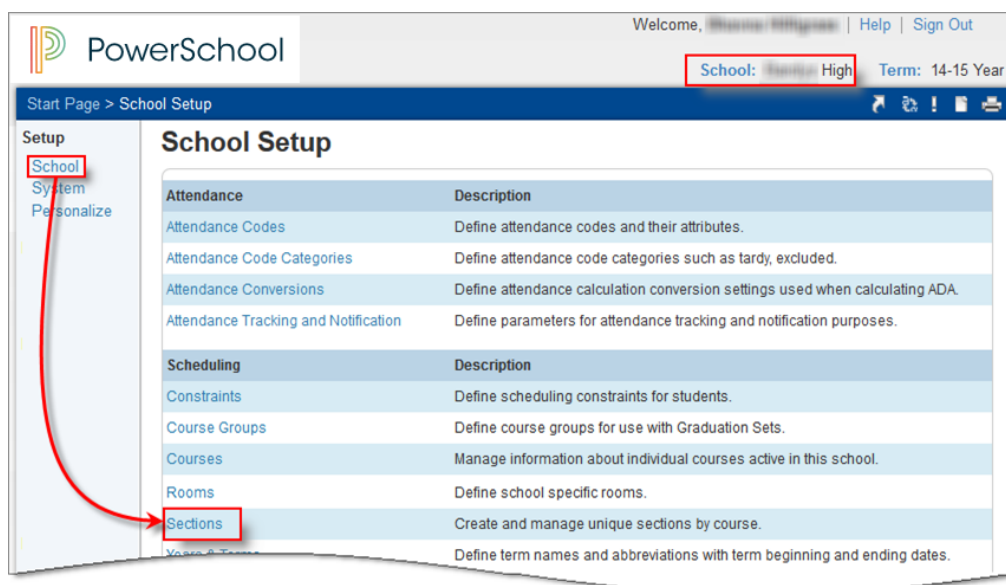 Welcome, | Help | Sign Out
PowerSchool
School: High Term: 14-15 Year
Start Page > School Setup
Setup
School
System
Personalize
School Setup
Attendance Description
Attendance Codes Define attendance codes and their attributes.
Attendance Code Categories Define attendance code categories such as tardy, excluded.
Attendance Conversions Define attendance calculation conversion settings used when calculating ADA.
Attendance Tracking and Notification Define parameters for attendance tracking and notification purposes.
Scheduling Description
Constraints Define scheduling constraints for students.
Course Groups Define course groups for use with Graduation Sets.
Courses Manage information about individual courses active in this school.
Rooms Define school specific rooms.
Sections Create and manage unique sections by course.
Years & Terms Define term names and abbreviations with term beginning and ending dates.